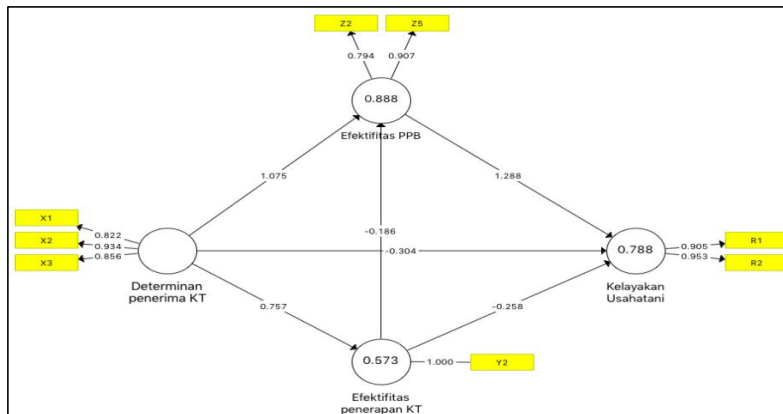 Z2 Z5
0.794 0.907
0.888
Efektifitas PPB
1.075 1.288
X1
0.822
X2
0.934
X3
0.856
-0.186
-0.304
0.788
0.905
R1
0.953
R2
Determinan
penerima KT
Kelayakan
Usahatani
0.757 -0.258
0.573
1.000
Y2
Efektifitas
penerapan KT